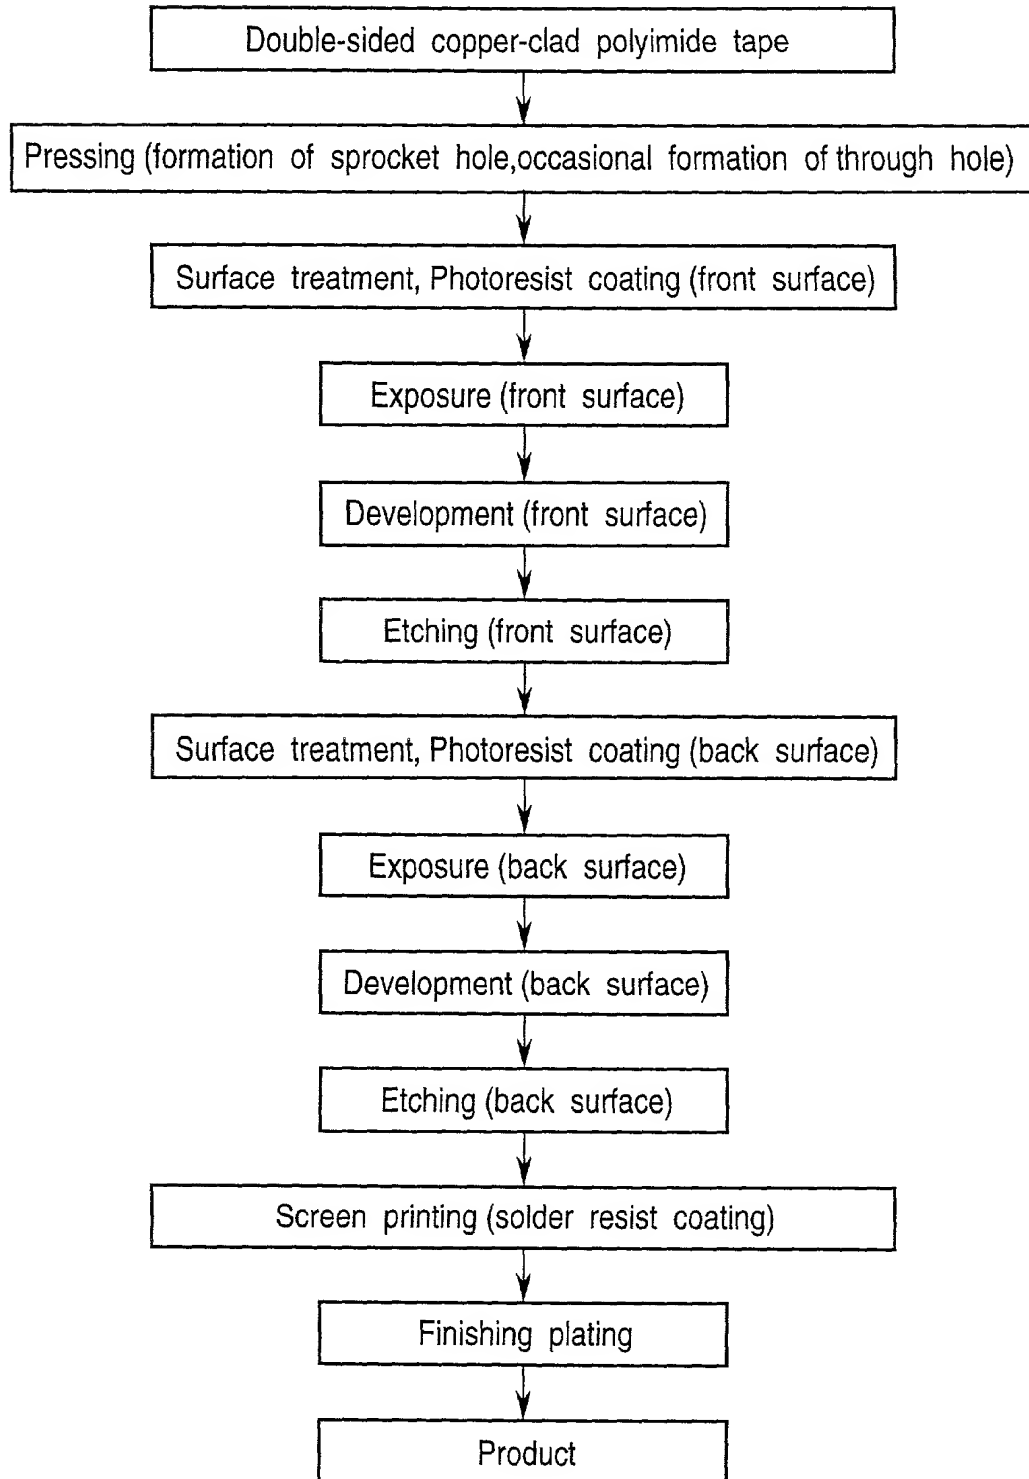 Double-sided copper-clad polyimide tape
Pressing (formation of sprocket hole,occasional formation of through hole)
Surface treatment, Photoresist coating (front surface)
Exposure (front surface)
Development (front surface)
Etching (front surface)
Surface treatment, Photoresist coating (back surface)
Exposure (back surface)
Development (back surface)
Etching (back surface)
Screen printing (solder resist coating)
Finishing plating
Product